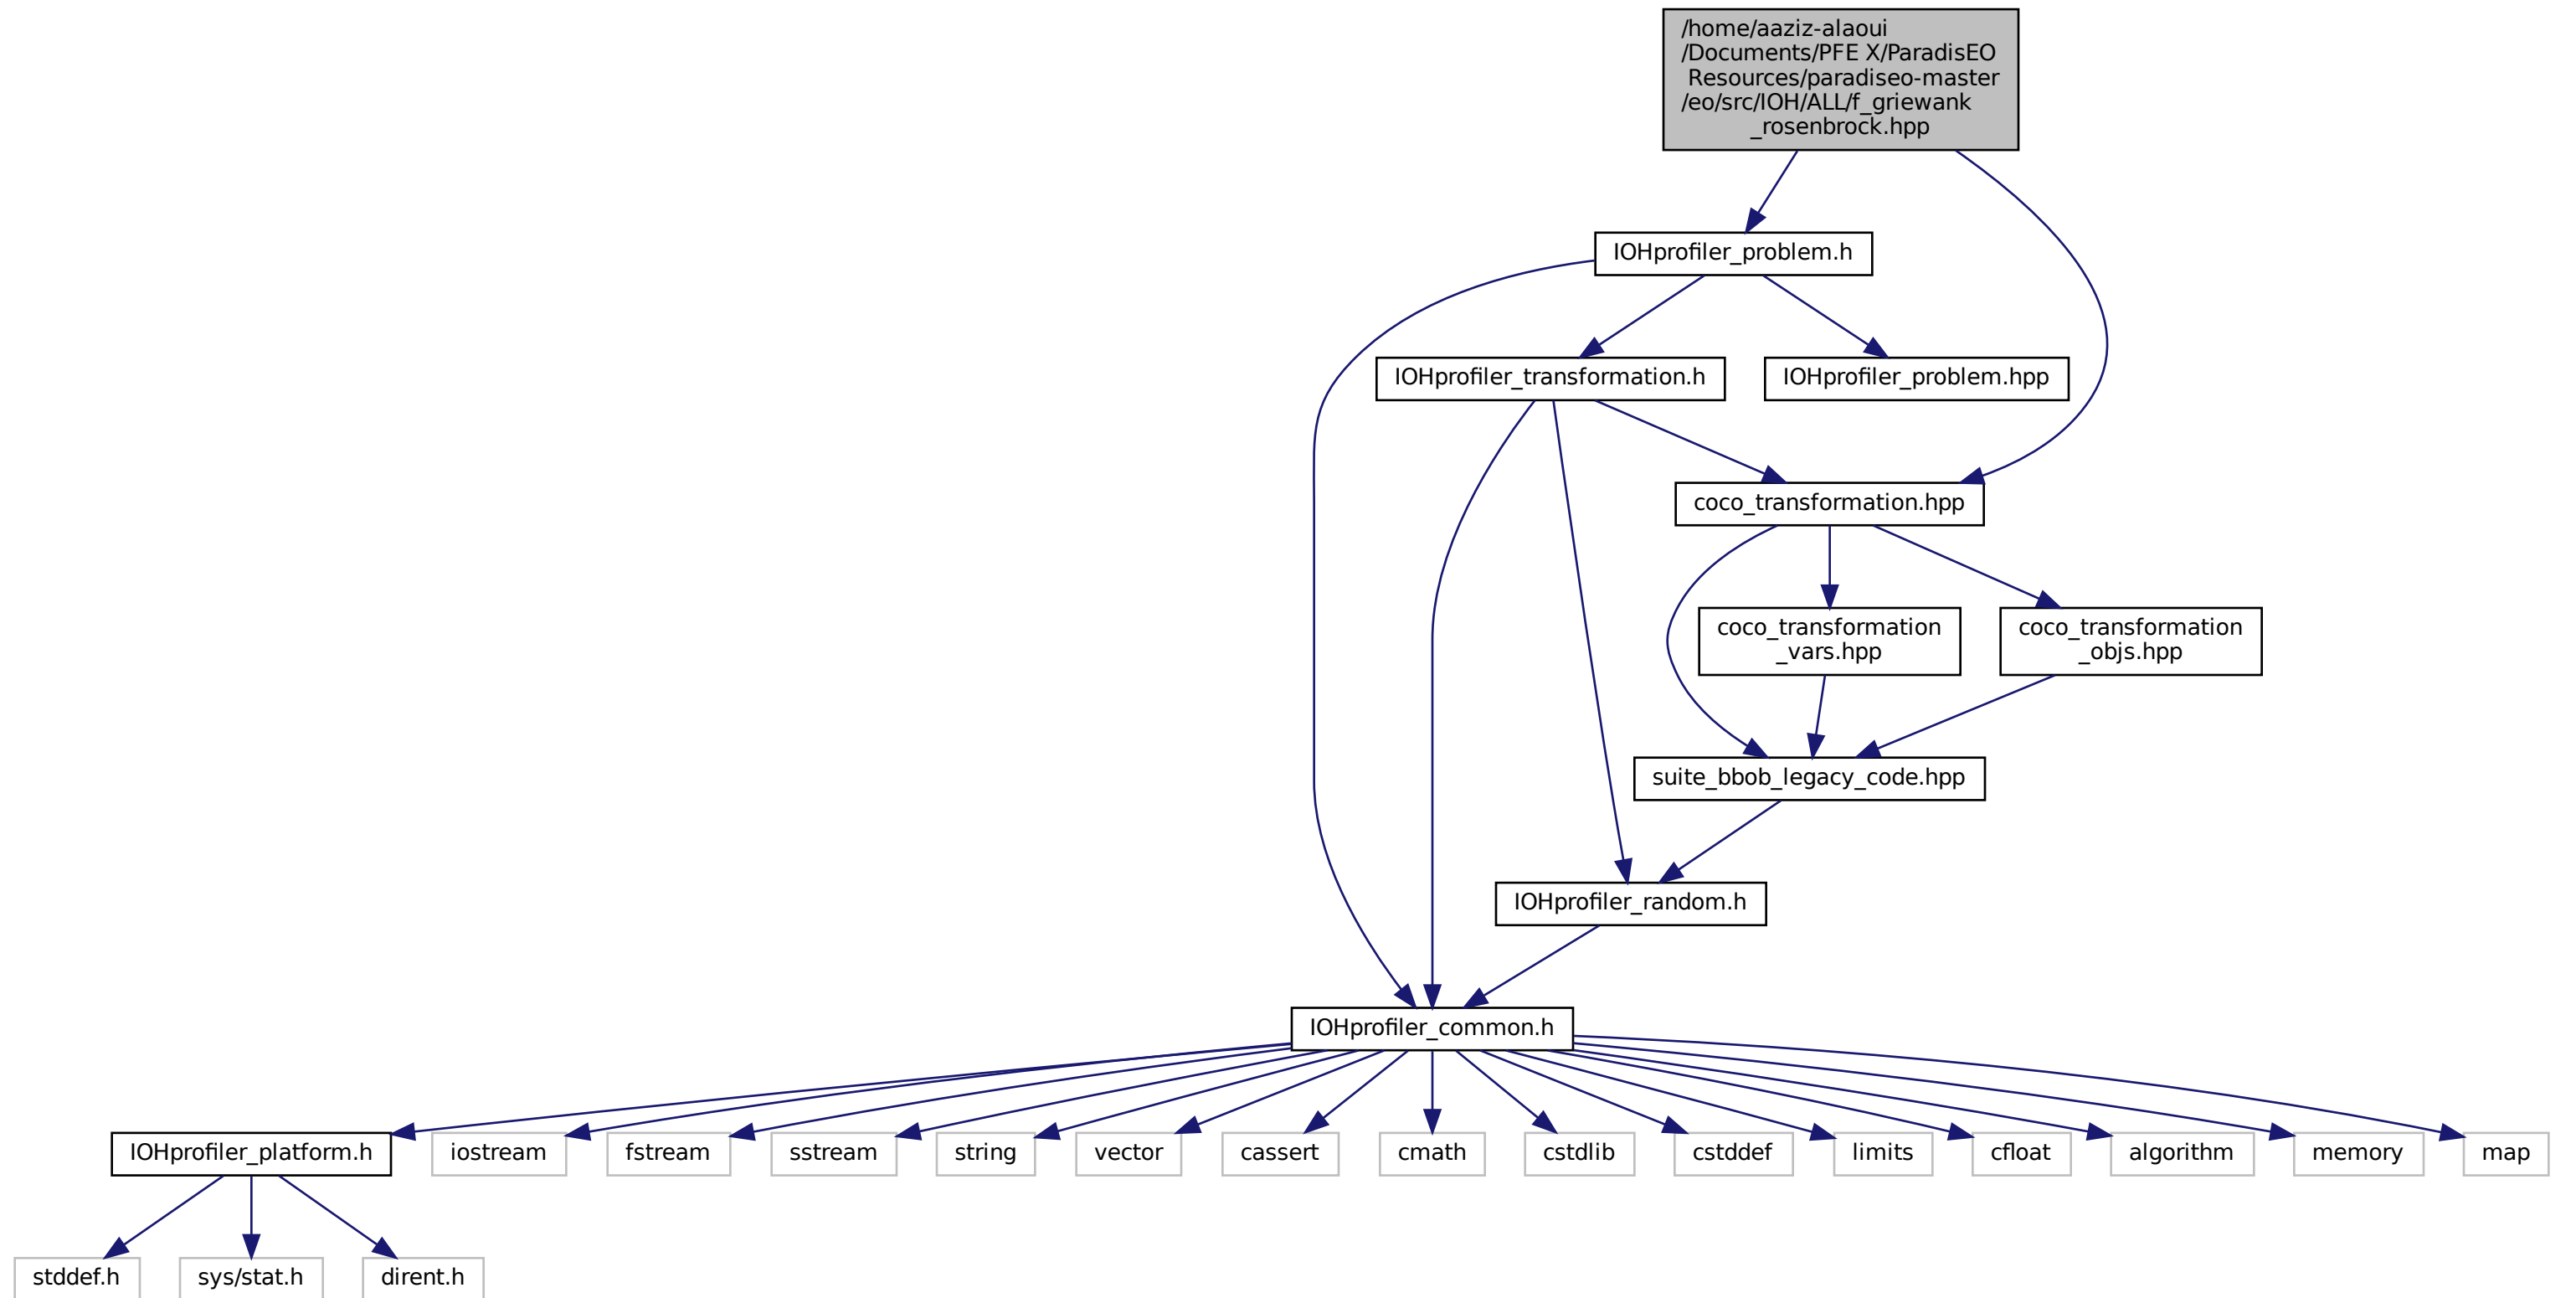 /home/aaziz-alaoui
/Documents/PFE X/ParadisEO
Resources/paradiseo-master
/eo/src/IOH/ALL/f_griewank
_rosenbrock.hpp
IOHprofiler_problem.h
IOHprofiler_transformation.h
IOHprofiler_problem.hpp
coco_transformation.hpp
coco_transformation
_vars.hpp
coco_transformation
_objs.hpp
suite_bbob_legacy_code.hpp
IOHprofiler_random.h
IOHprofiler_common.h
IOHprofiler_platform.h
iostream
fstream
sstream
string
vector
cassert
cmath
cstdlib
cstddef
limits
cfloat
algorithm
memory
map
stddef.h
sys/stat.h
dirent.h